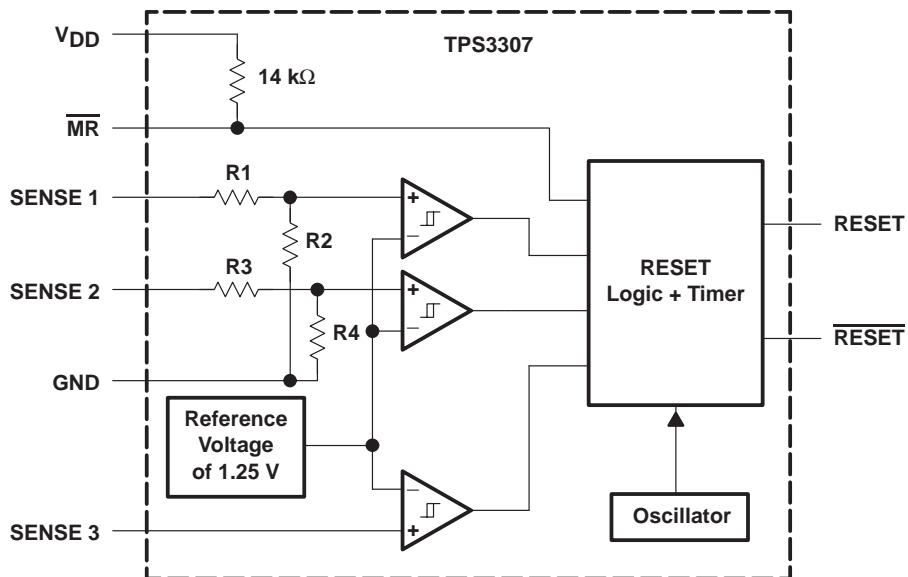 TPS3307
VDD
14 kΩ
MR
R1
SENSE 1
+
−
R2
RESET
R3
RESET
Logic + Timer
SENSE 2
+
−
R4
RESET
GND
Reference
Voltage
of 1.25 V
−
+
SENSE 3
Oscillator